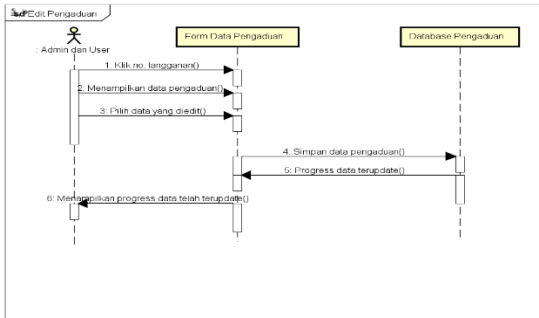 sd Edit Pengaduan
: Admin dan User
Form Data Pengaduan
Database Pengaduan
1: Klik no. langganan()
2: Menampilkan data pengaduan()
3: Pilih data yang diedit()
4: Simpan data pengaduan()
5: Progress data terupdate()
6: Menampilkan progress data telah terupdate()